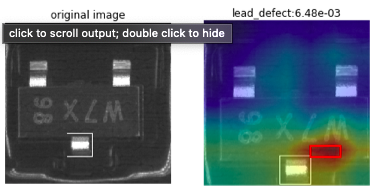 original image
lead_defect:6.48e-03
click to scroll output; double click to hide